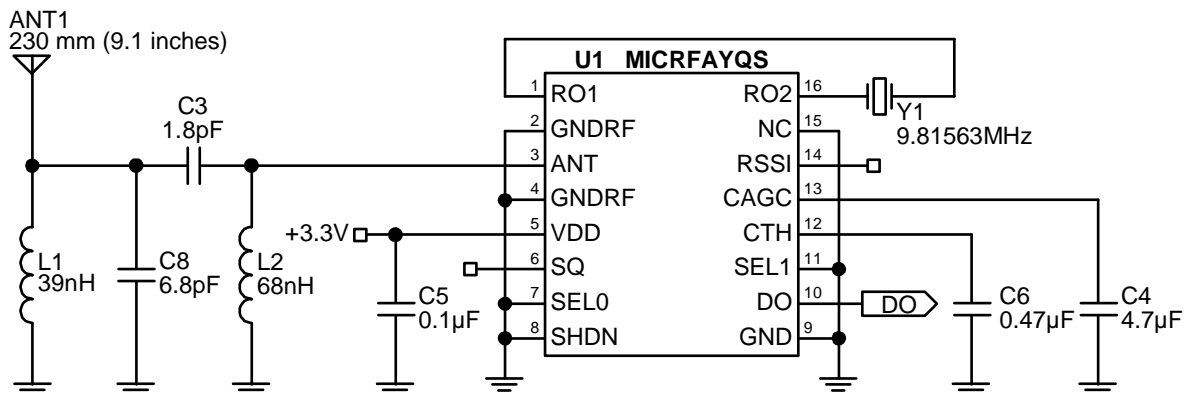 ANT1
230 mm (9.1 inches)
C3
1.8pF
L1
39nH
C8
6.8pF
L2
68nH
+3.3V
C5
0.1µF
U1 MICRFAYQS
1 RO1
2 GNDRF
3 ANT
4 GNDRF
5 VDD
6 SQ
7 SEL0
8 SHDN
RO2 16
NC 15
RSSI 14
CAGC 13
CTH 12
SEL1 11
DO 10
GND 9
Y1
9.81563MHz
DO
C6
0.47µF
C4
4.7µF